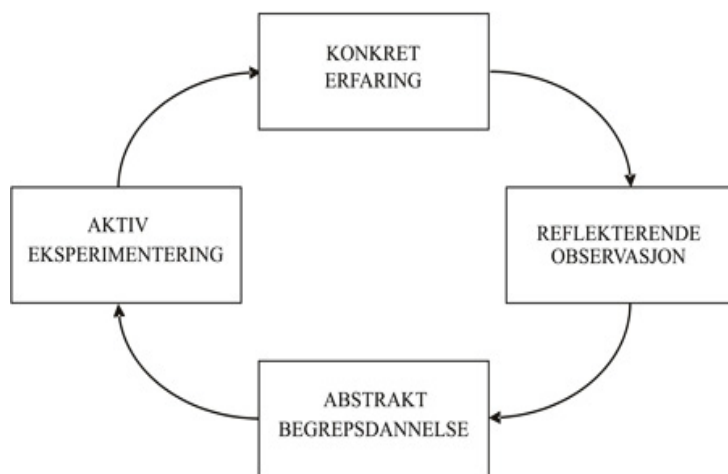 KONKRET
ERFARING
REFLEKTERENDE
OBSERVASJON
ABSTRAKT
BEGREPSDANNELSE
AKTIV
EKSPERIMENTERING